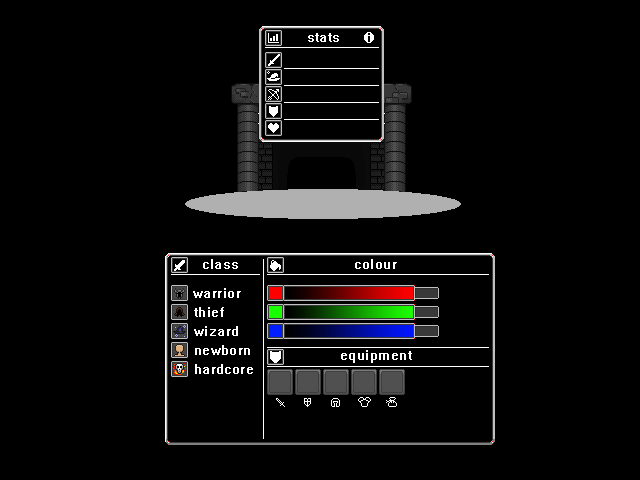 stats
class
colour
warrior
thief
wizard
newborn
hardcore
equipment